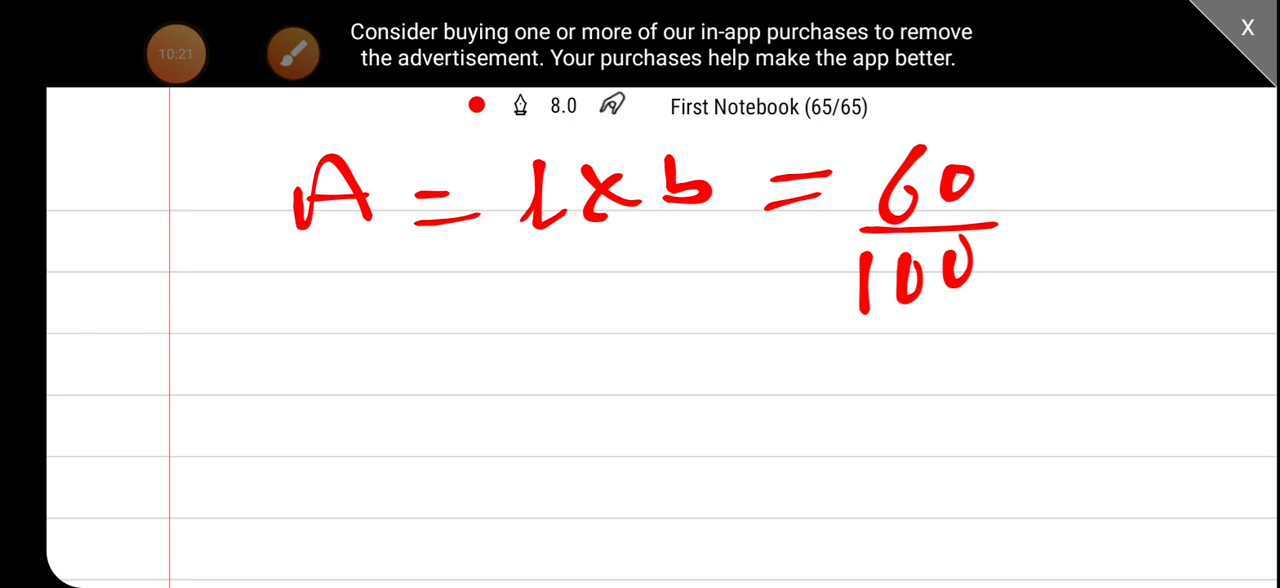 Consider buying one or more of our in-app purchases to remove
the advertisement. Your purchases help make the app better.
X
10:21
8.0 First Notebook (65/65)
A = l x b = 60
100